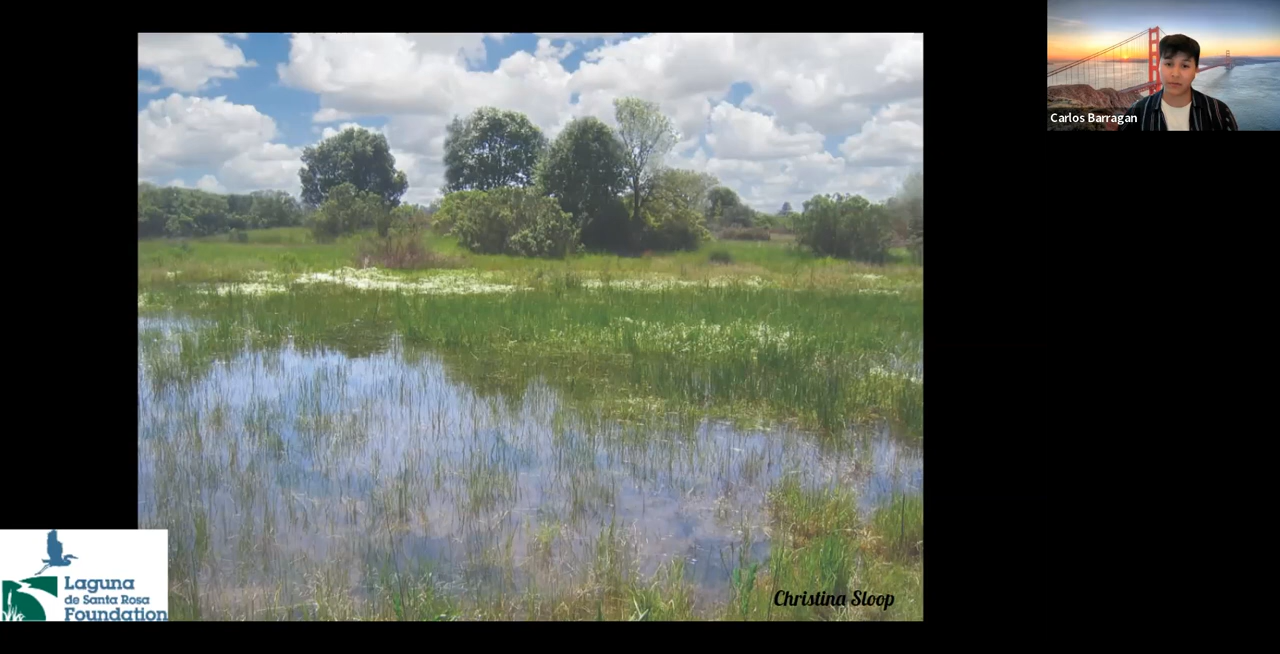 Carlos Barragan
Laguna
de Santa Rosa
Foundation
Christina Sloop